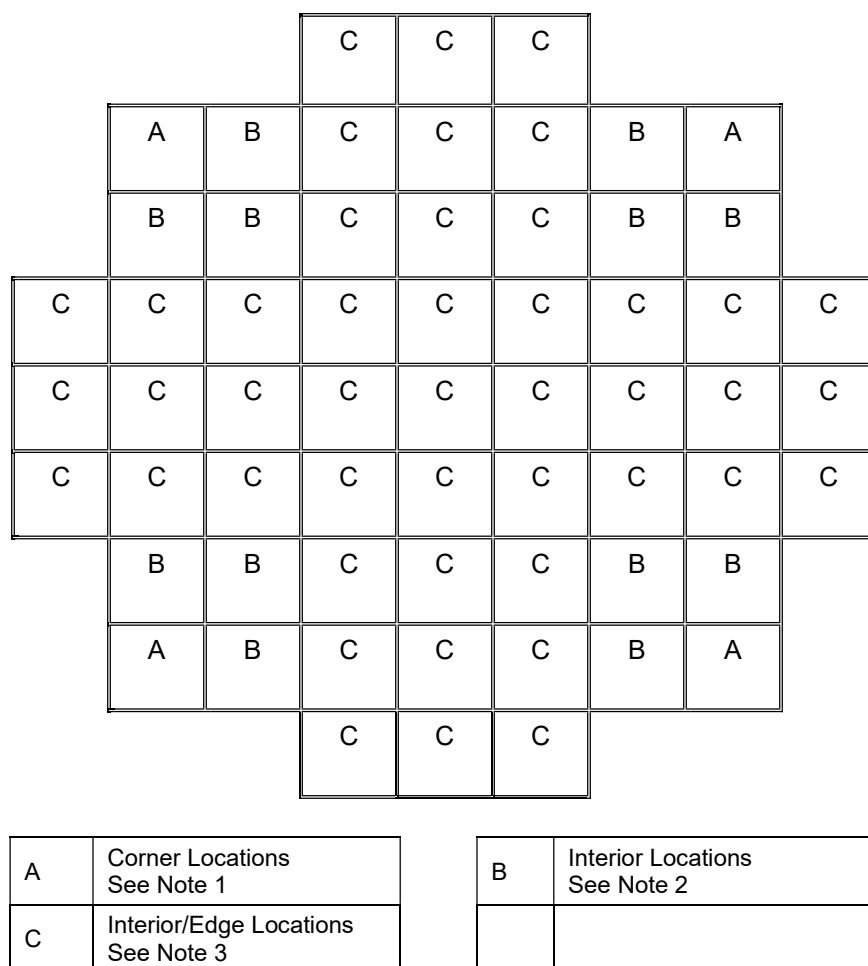 C C C
A B C C C B A
B B C C C B B
C C C C C C C C C
C C C C C C C C C
C C C C C C C C C
B B C C C B B
A B C C C B A
C C C
A Corner Locations
See Note 1
B Interior Locations
See Note 2
C Interior/Edge Locations
See Note 3